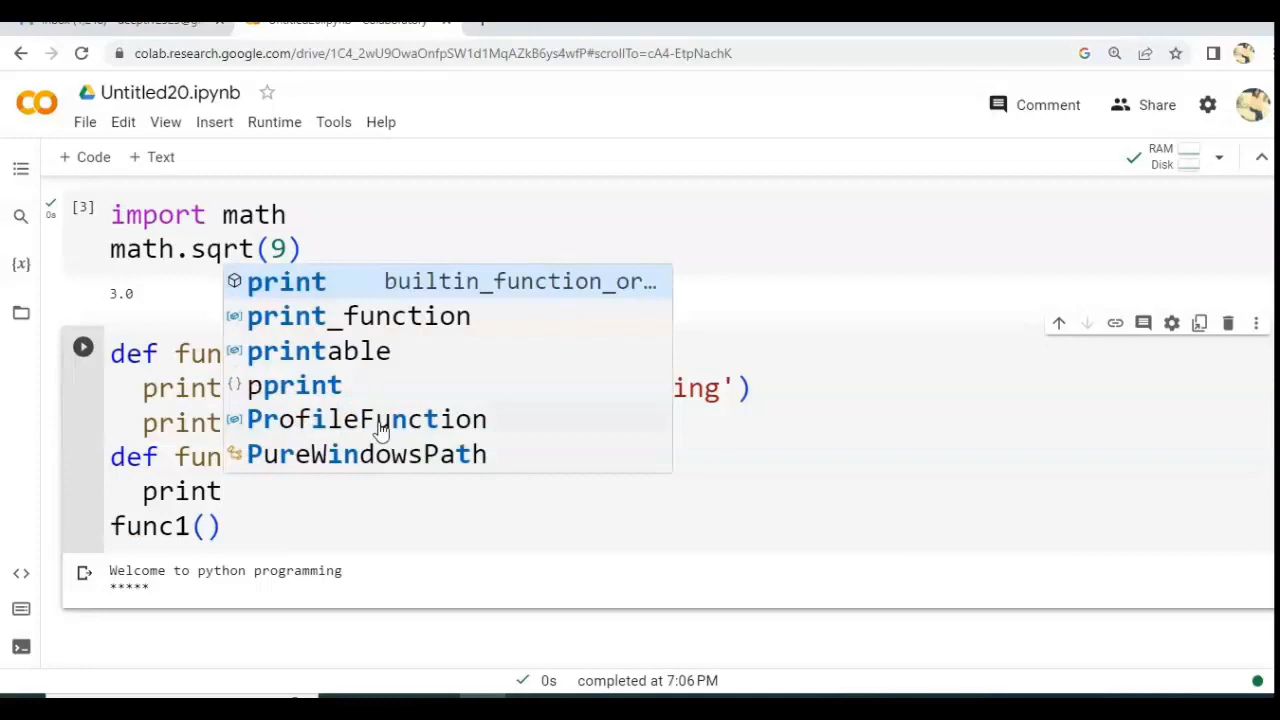 colab.research.google.com/drive/1C4_2wU9OwaOnfpSW1d1MqAZkB6ys4wfP#scrollTo=cA4-EtpNachK
CO Untitled20.ipynb
Comment Share
File Edit View Insert Runtime Tools Help
+ Code + Text
RAM
Disk
[3] import math
0s
math.sqrt(9)
print builtin_function_or…
3.0
print_function
def fun printable
print pprint ing')
print ProfileFunction
def fun PureWindowsPath
print
func1()
Welcome to python programming
*****
0s completed at 7:06 PM